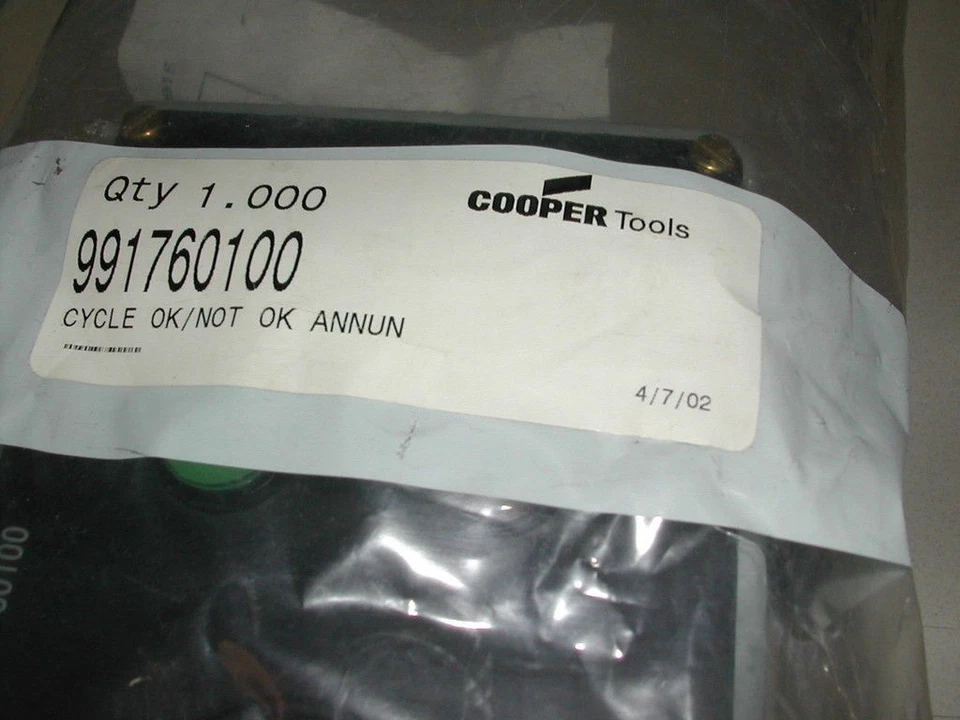 Qty 1.000
COOPER Tools
991760100
CYCLE OK/NOT OK ANNUN
4/7/02